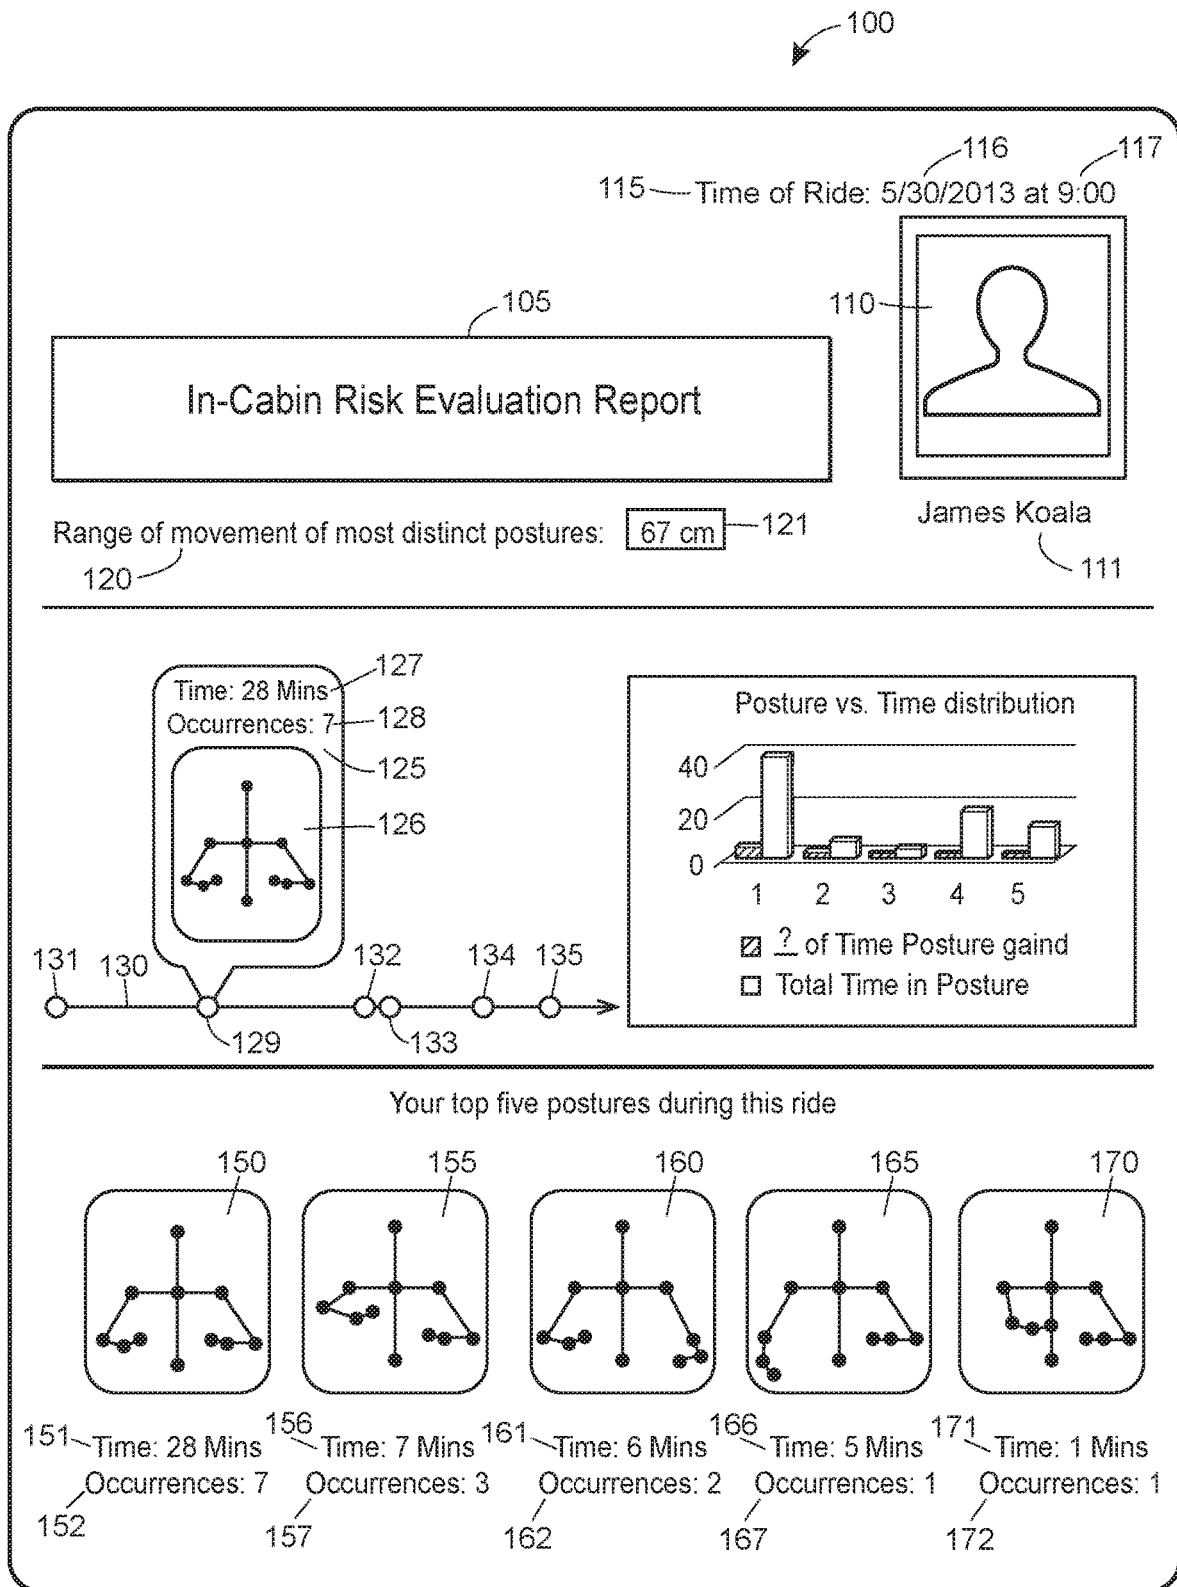 100
116
117
115 Time of Ride: 5/30/2013 at 9:00
105
110
In-Cabin Risk Evaluation Report
James Koala
111
Range of movement of most distinct postures: 67 cm 121
120
Time: 28 Mins 127
Occurrences: 7 128
125
126
131 130 129 132 133 134 135
Posture vs. Time distribution
40
20
0
1 2 3 4 5
? of Time Posture gaind
Total Time in Posture
Your top five postures during this ride
150 155 160 165 170
151 Time: 28 Mins
Occurrences: 7
152
156 Time: 7 Mins
Occurrences: 3
157
161 Time: 6 Mins
Occurrences: 2
162
166 Time: 5 Mins
Occurrences: 1
167
171 Time: 1 Mins
Occurrences: 1
172